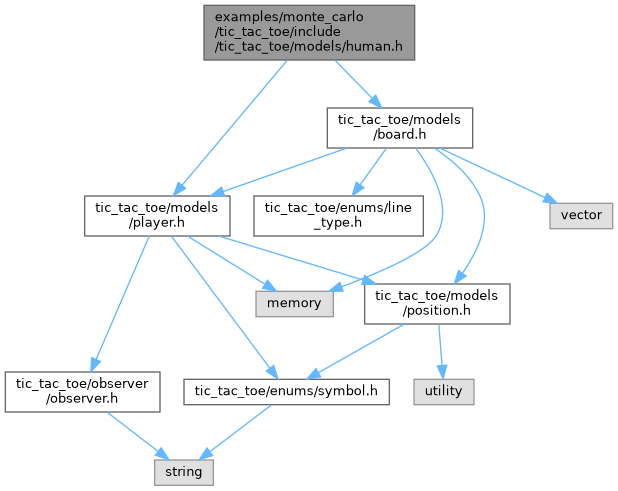 examples/monte_carlo
/tic_tac_toe/include
/tic_tac_toe/models/human.h
tic_tac_toe/models
/board.h
tic_tac_toe/models
/player.h
tic_tac_toe/enums/line
_type.h
vector
memory
tic_tac_toe/models
/position.h
tic_tac_toe/observer
/observer.h
tic_tac_toe/enums/symbol.h
utility
string